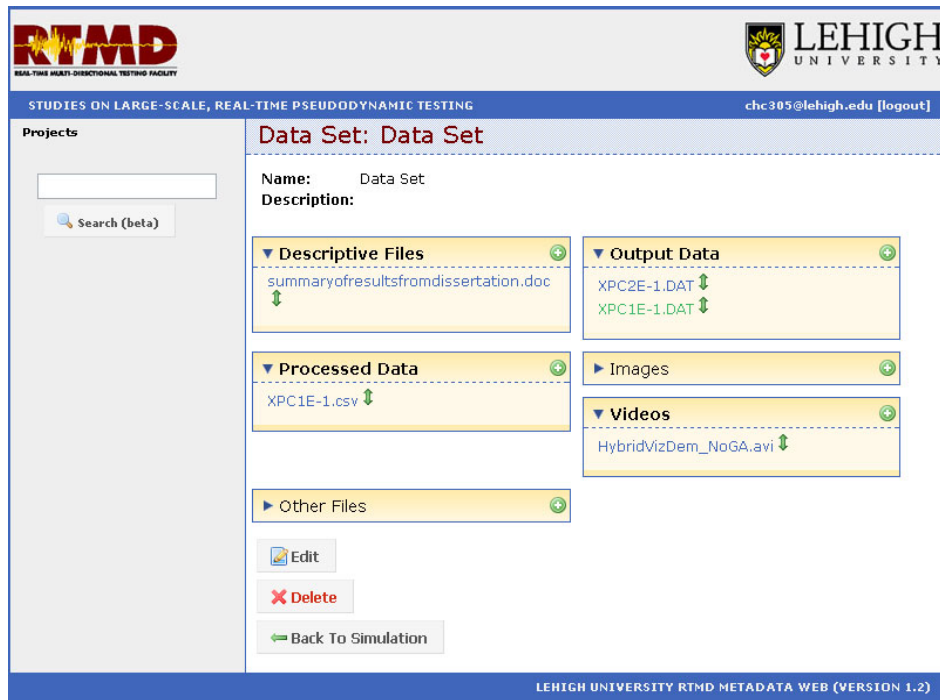 RTMD
REAL-TIME MULTI-DIRECTIONAL TESTING FACILITY
LEHIGH
UNIVERSITY
STUDIES ON LARGE-SCALE, REAL-TIME PSEUDODYNAMIC TESTING
chc305@lehigh.edu [logout]
Projects
Search (beta)
Data Set: Data Set
Name: Data Set
Description:
Descriptive Files
summaryofresultsfromdissertation.doc
Output Data
XPC2E-1.DAT
XPC1E-1.DAT
Processed Data
XPC1E-1.csv
Images
Videos
HybridVizDem_NoGA.avi
Other Files
Edit
Delete
Back To Simulation
LEHIGH UNIVERSITY RTMD METADATA WEB (VERSION 1.2)